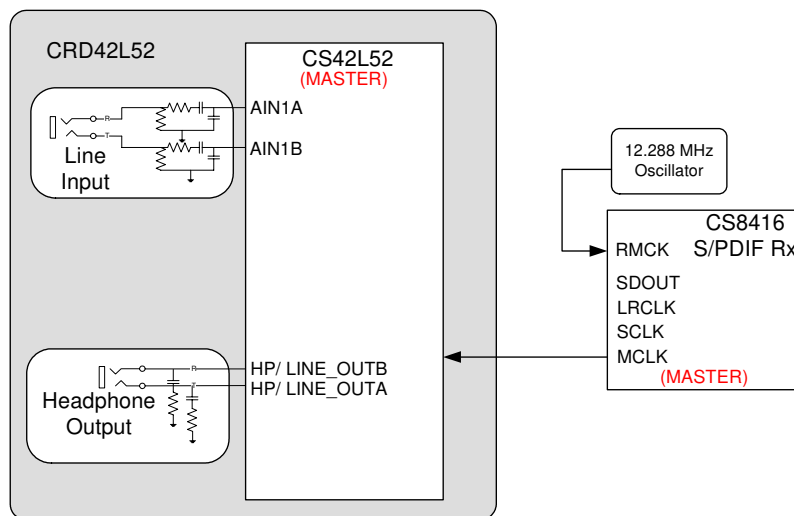 CRD42L52
CS42L52
(MASTER)
R
T
Line
Input
AIN1A
AIN1B
12.288 MHz
Oscillator
CS8416
S/PDIF Rx
RMCK
SDOUT
LRCLK
SCLK
MCLK
(MASTER)
R
Headphone
Output
HP/ LINE_OUTB
HP/ LINE_OUTA